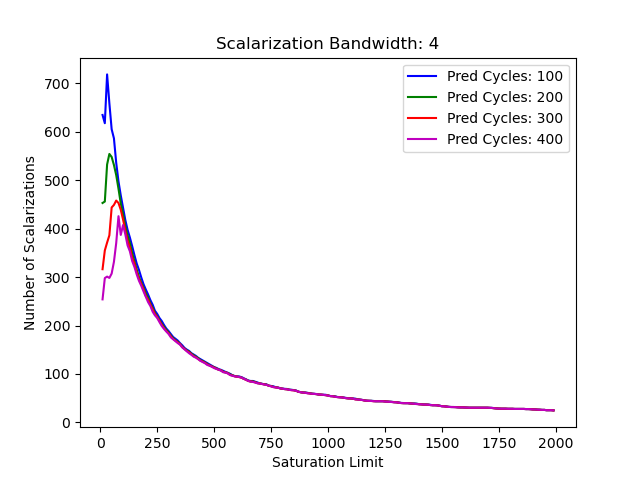 Scalarization Bandwidth: 4
Number of Scalarizations
700
600
500
400
300
200
100
0
Pred Cycles: 100
Pred Cycles: 200
Pred Cycles: 300
Pred Cycles: 400
0 250 500 750 1000 1250 1500 1750 2000
Saturation Limit